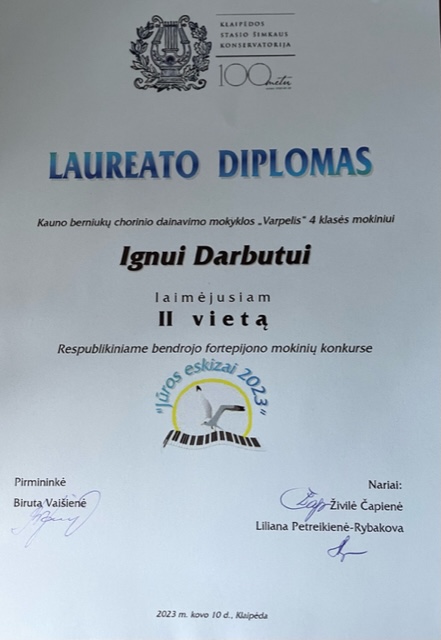 KLAIPĖDOS
STASIO ŠIMKAUS
KONSERVATORIJA
100 metų
LAUREATO DIPLOMAS
Kauno berniukų chorinio dainavimo mokyklos „Varpelis" 4 klasės mokiniui
Ignui Darbutui
laimėjusiam
II vietą
Respublikiniame bendrojo fortepijono mokinių konkurse
"Jūros eskizai 2023"
Pirmininkė
Biruta Vaišienė
Nariai:
Živilė Čapienė
Liliana Petreikienė-Rybakova
2023 m. kovo 10 d., Klaipėda